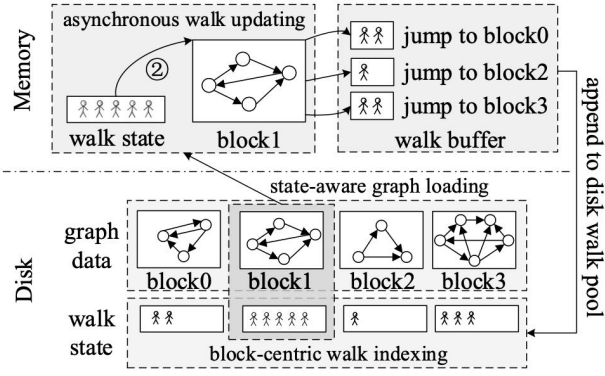 Memory
asynchronous walk updating
②
walk state
block1
jump to block0
jump to block2
jump to block3
walk buffer
append to disk walk pool
state-aware graph loading
Disk
graph
data
block0
block1
block2
block3
walk
state
block-centric walk indexing